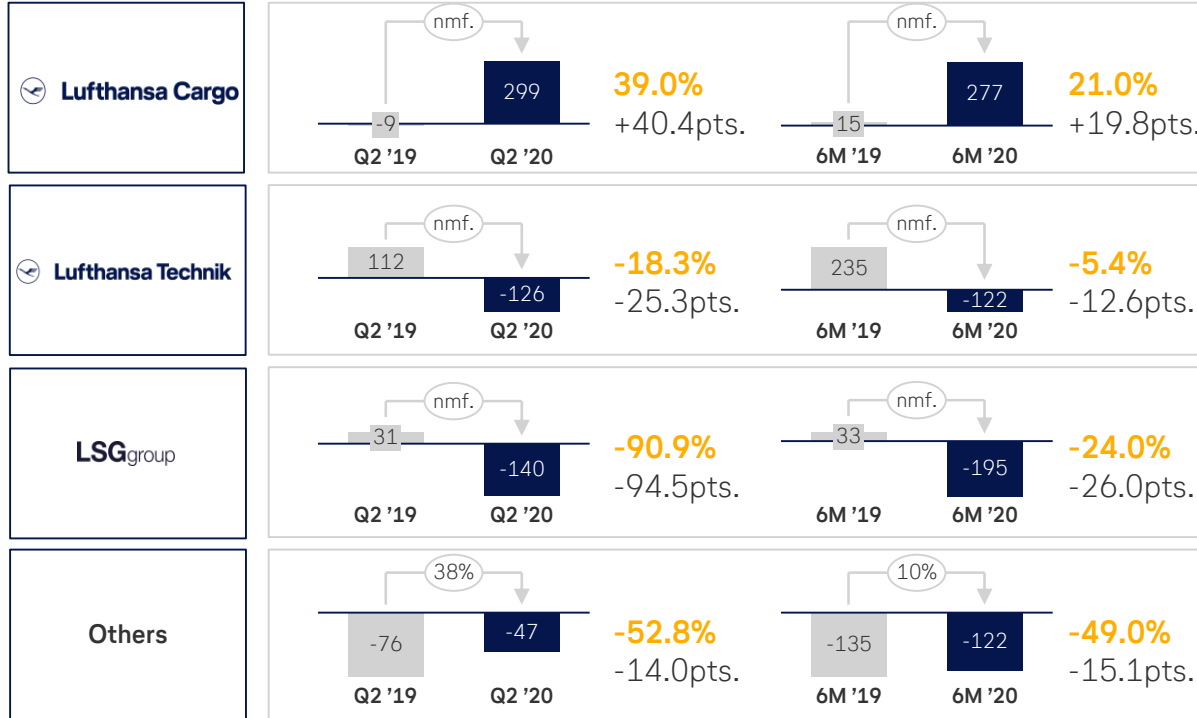 Lufthansa Cargo
nmf.
-9
299
Q2 ’19
Q2 ’20
39.0%
+40.4pts.
nmf.
15
277
6M ’19
6M ’20
21.0%
+19.8pts.
Lufthansa Technik
nmf.
112
-126
Q2 ’19
Q2 ’20
-18.3%
-25.3pts.
nmf.
235
-122
6M ’19
6M ’20
-5.4%
-12.6pts.
LSGgroup
nmf.
31
-140
Q2 ’19
Q2 ’20
-90.9%
-94.5pts.
nmf.
33
-195
6M ’19
6M ’20
-24.0%
-26.0pts.
Others
38%
-76
-47
Q2 ’19
Q2 ’20
-52.8%
-14.0pts.
10%
-135
-122
6M ’19
6M ’20
-49.0%
-15.1pts.